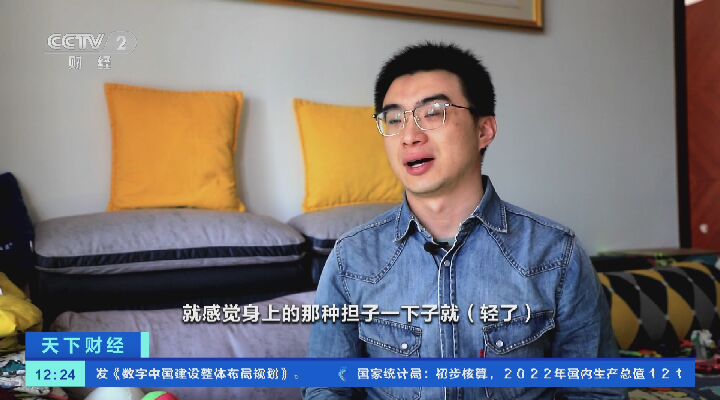 CCTV 2
财经
就感觉身上的那种担子一下子就（轻了）
天下财经
12:24 发《数字中国建设整体布局规划》。 《 国家统计局：初步核算，2022年国内生产总值121